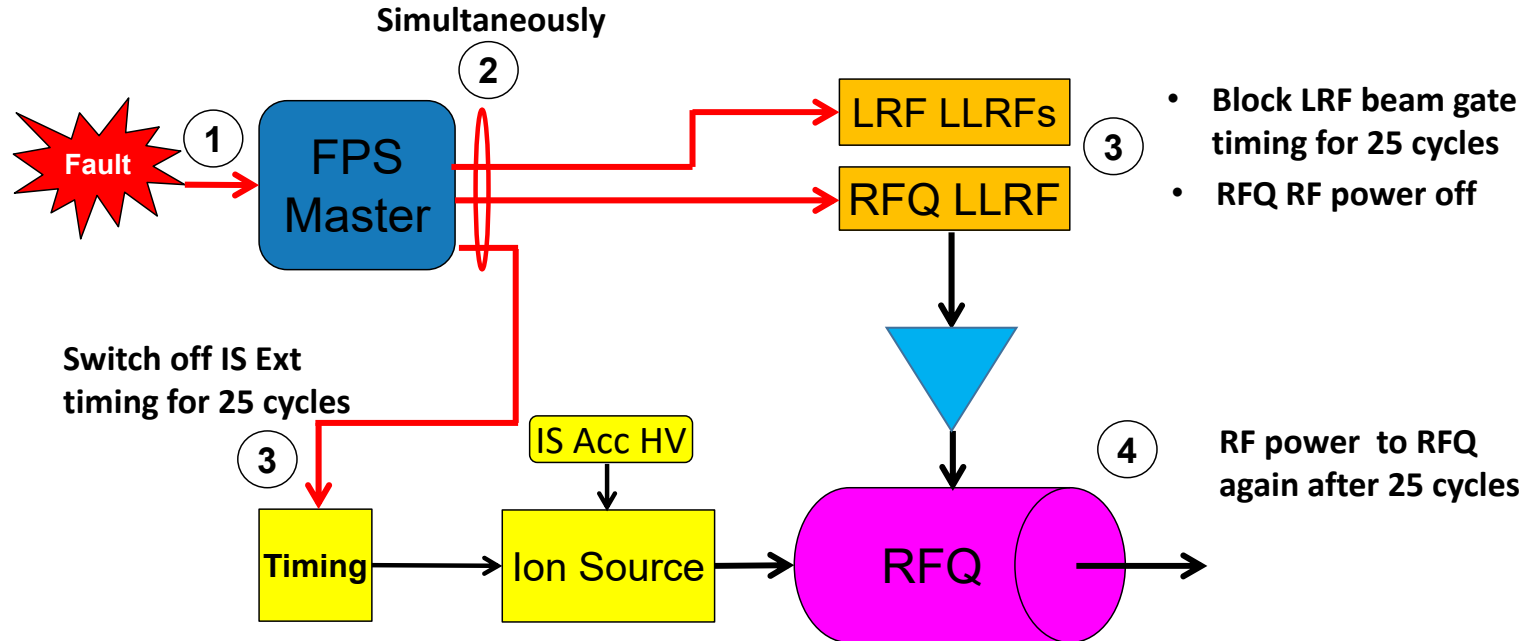 Simultaneously
2
1
Fault
FPS
Master
LRF LLRFs
RFQ LLRF
3
• Block LRF beam gate
timing for 25 cycles
• RFQ RF power off
Switch off IS Ext
timing for 25 cycles
3
IS Acc HV
4
RF power to RFQ
again after 25 cycles
Timing
Ion Source
RFQ